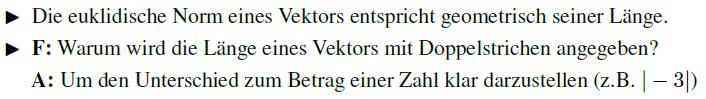 ► Die euklidische Norm eines Vektors entspricht geometrisch seiner Länge.
► F: Warum wird die Länge eines Vektors mit Doppelstrichen angegeben?
A: Um den Unterschied zum Betrag einer Zahl klar darzustellen (z.B. | − 3|)